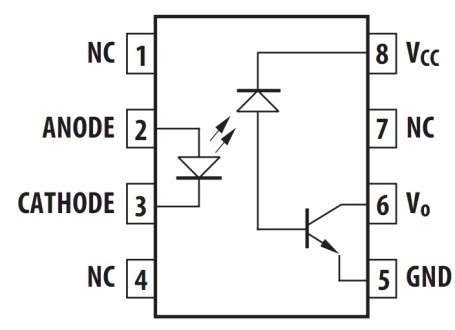 NC 1
8 VCC
ANODE 2
7 NC
CATHODE 3
6 Vo
NC 4
5 GND